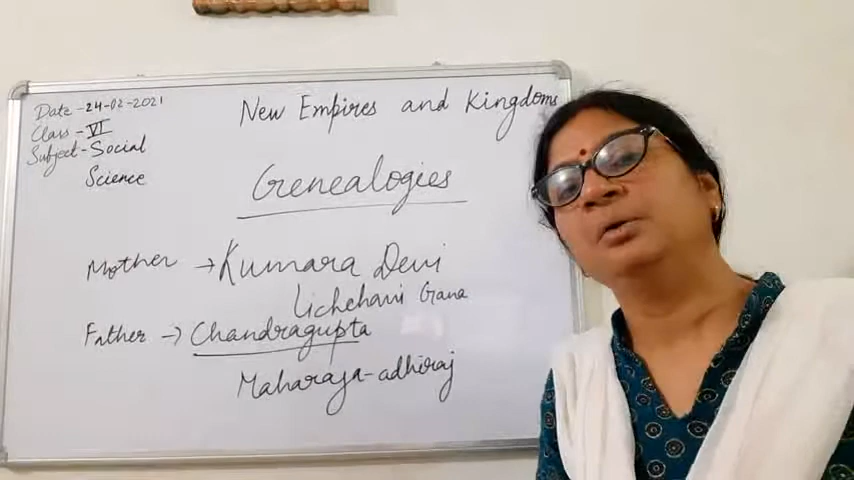 Date - 24-02-2021
Class - VI
Subject - Social
Science
New Empires and Kingdoms
Genealogies
Mother → Kumara Devi
Lichchavi Gana
Father → Chandragupta
Maharaja-adhiraj